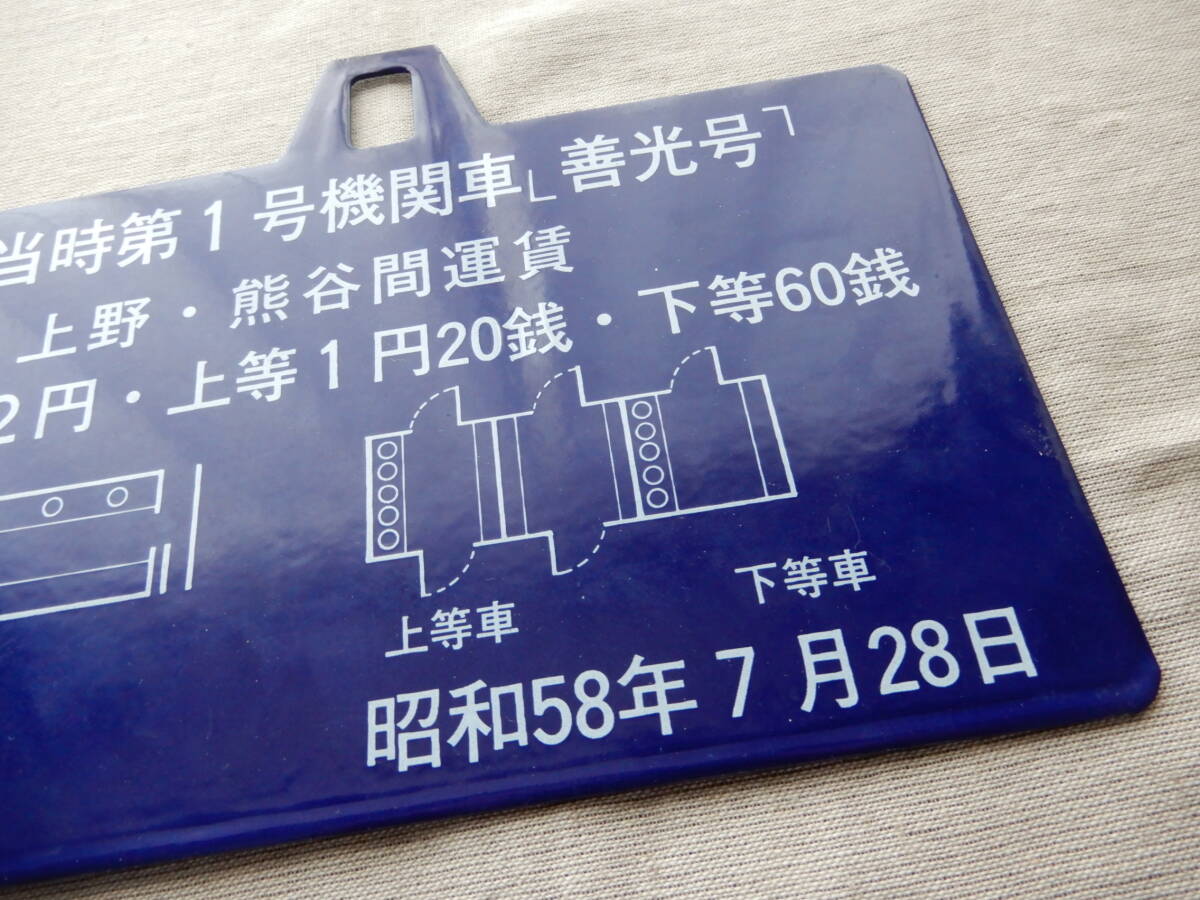 当時第1号機関車「善光号」
上野・熊谷間運賃
2円・上等1円20銭・下等60銭
上等車
下等車
昭和58年7月28日